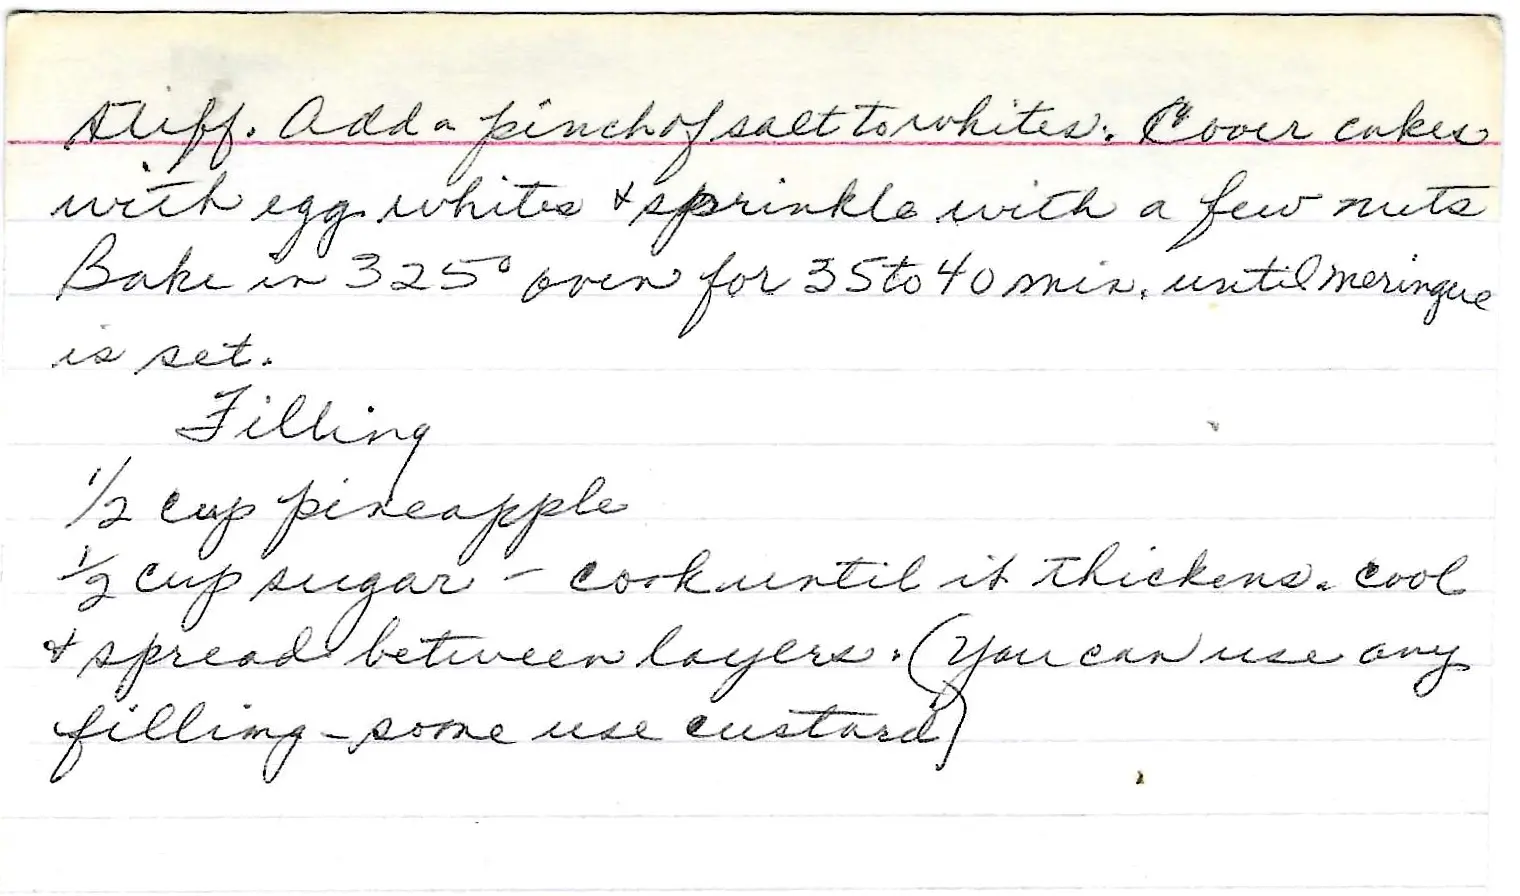 stiff. Add a pinch of salt to whites. Cover cakes
with egg whites & sprinkle with a few nuts
Bake in 325° oven for 35 to 40 min. until meringue
is set.
Filling
1/2 cup pineapple
1/2 cup sugar - cook until it thickens. cool
& spread between layers. (You can use any
filling - some use custard)